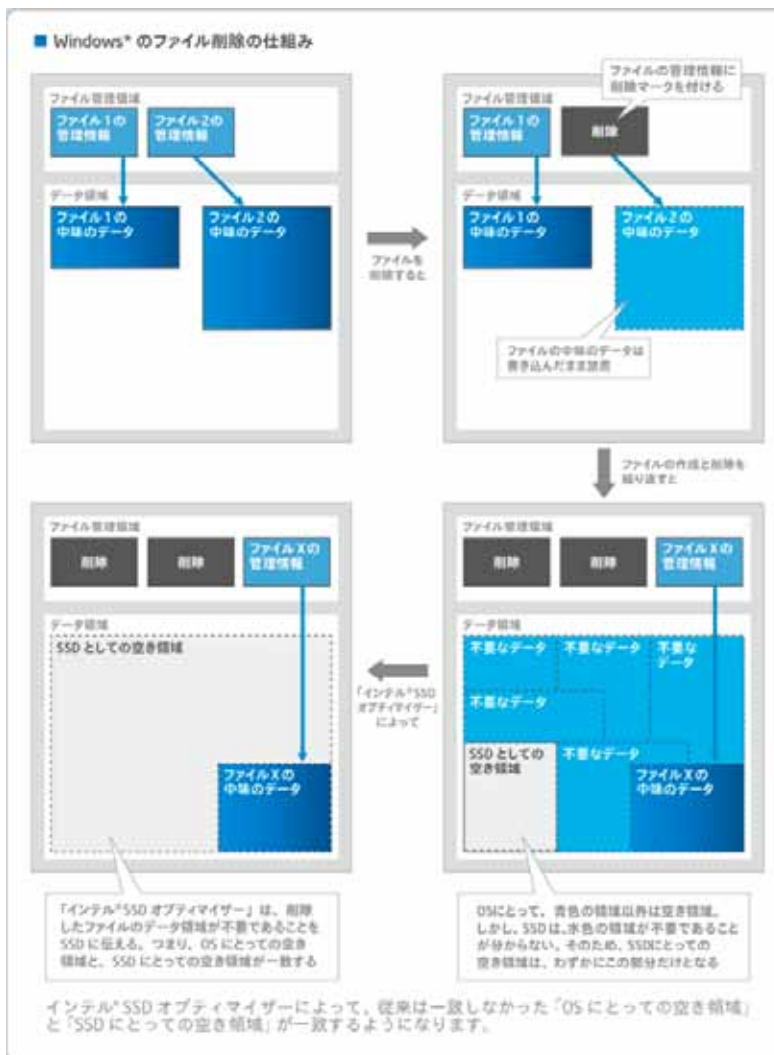 ■ Windows* のファイル削除の仕組み
ファイル管理領域
ファイル1の
管理情報
ファイル2の
管理情報
データ領域
ファイル1の
中味のデータ
ファイル2の
中味のデータ
ファイルを
削除すると
ファイルの管理情報に
削除マークを付ける
ファイル管理領域
ファイル1の
管理情報
削除
データ領域
ファイル1の
中味のデータ
ファイル2の
中味のデータ
ファイルの中味のデータは
書き込んだまま放置
ファイルの作成と削除を
繰り返すと
ファイル管理領域
削除
削除
ファイルXの
管理情報
データ領域
不要なデータ
不要なデータ
不要な
データ
不要なデータ
SSDとしての
空き領域
不要なデータ
ファイルXの
中味のデータ
OSにとって、青色の領域以外は空き領域。
しかし、SSDは、水色の領域が不要であること
が分からない。そのため、SSDにとっての
空き領域は、わずかにこの部分だけとなる
「インテル®SSD
オプティマイザー」
によって
ファイル管理領域
削除
削除
ファイルXの
管理情報
データ領域
SSDとしての空き領域
ファイルXの
中味のデータ
「インテル®SSD オプティマイザー」は、削除
したファイルのデータ領域が不要であることを
SSDに伝える。つまり、OSにとっての空き
領域と、SSDにとっての空き領域が一致する
インテル® SSD オプティマイザーによって、従来は一致しなかった「OSにとっての空き領域」
と「SSDにとっての空き領域」が一致するようになります。